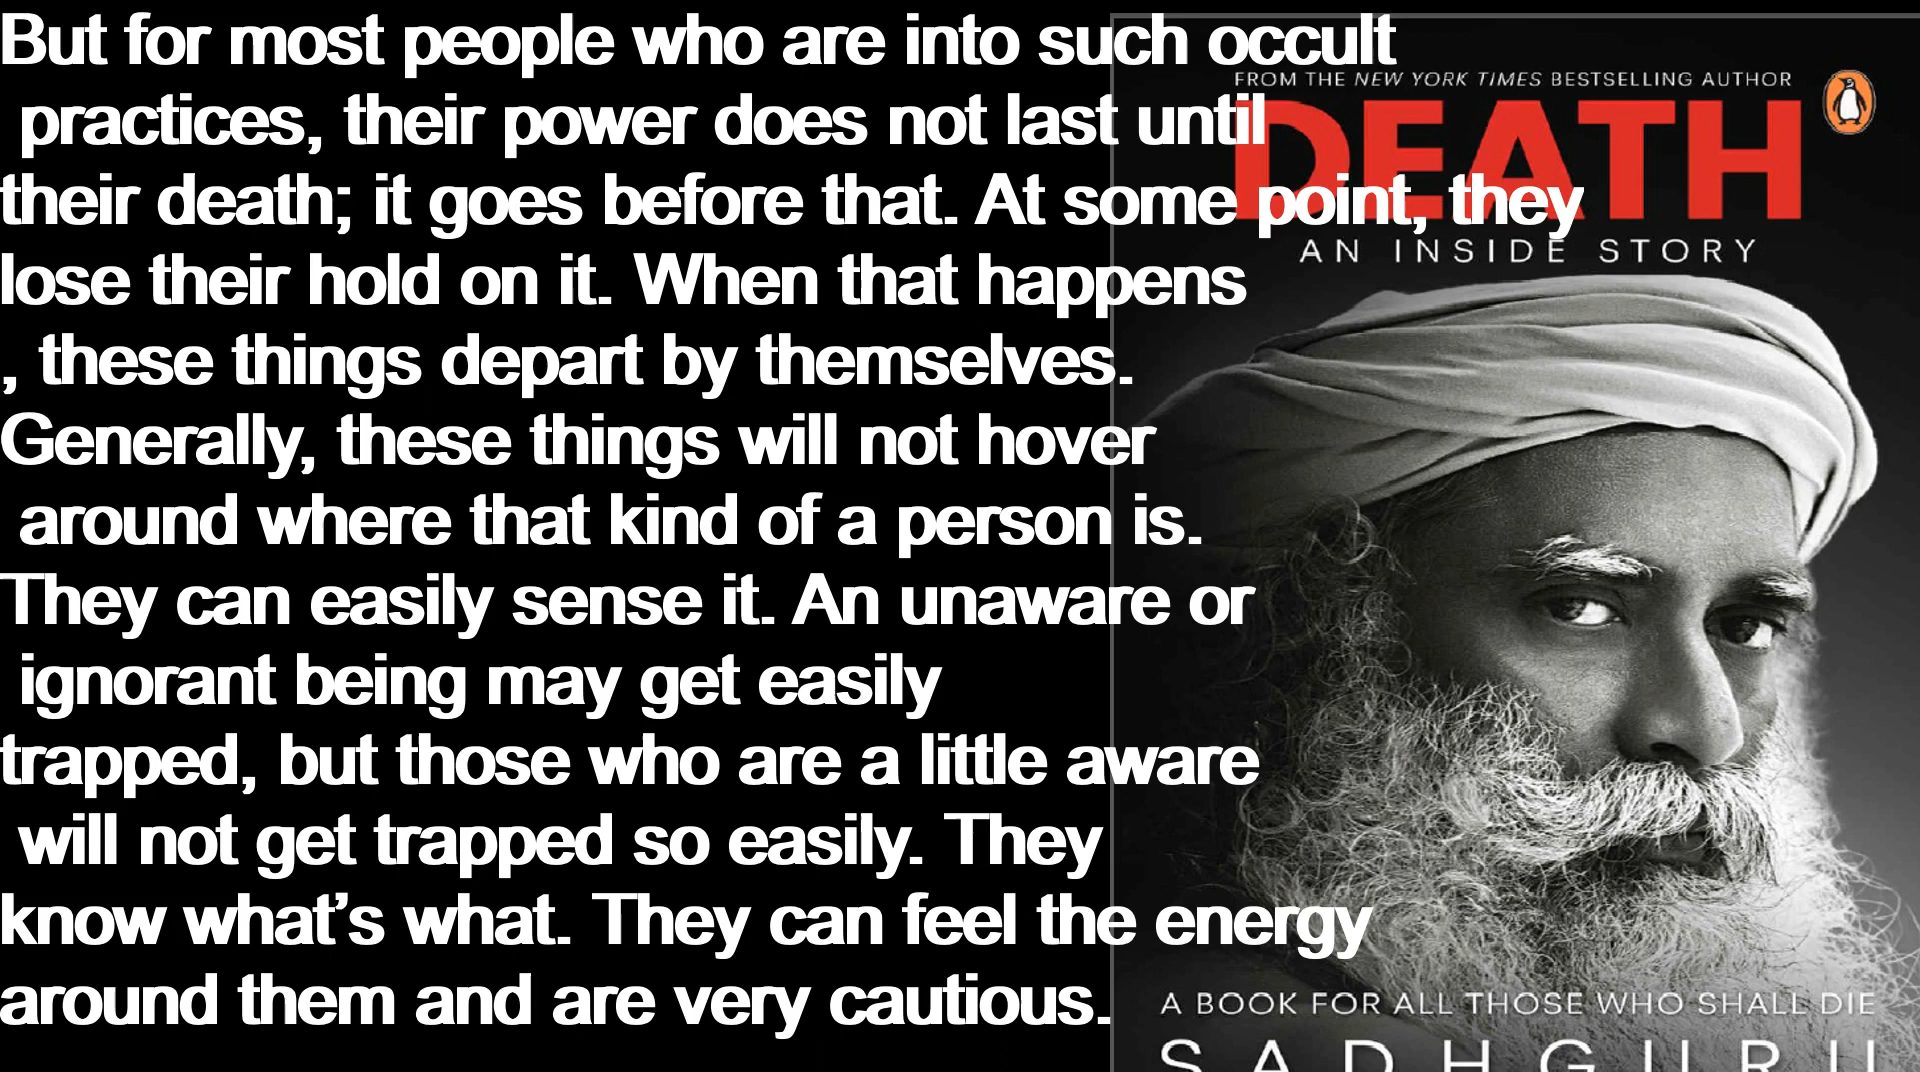 But for most people who are into such occult
practices, their power does not last until
their death; it goes before that. At some point, they
lose their hold on it. When that happens
, these things depart by themselves.
Generally, these things will not hover
around where that kind of a person is.
They can easily sense it. An unaware or
ignorant being may get easily
trapped, but those who are a little aware
will not get trapped so easily. They
know what’s what. They can feel the energy
around them and are very cautious.
FROM THE NEW YORK TIMES BESTSELLING AUTHOR
DEATH
AN INSIDE STORY
A BOOK FOR ALL THOSE WHO SHALL DIE
SADHGURU